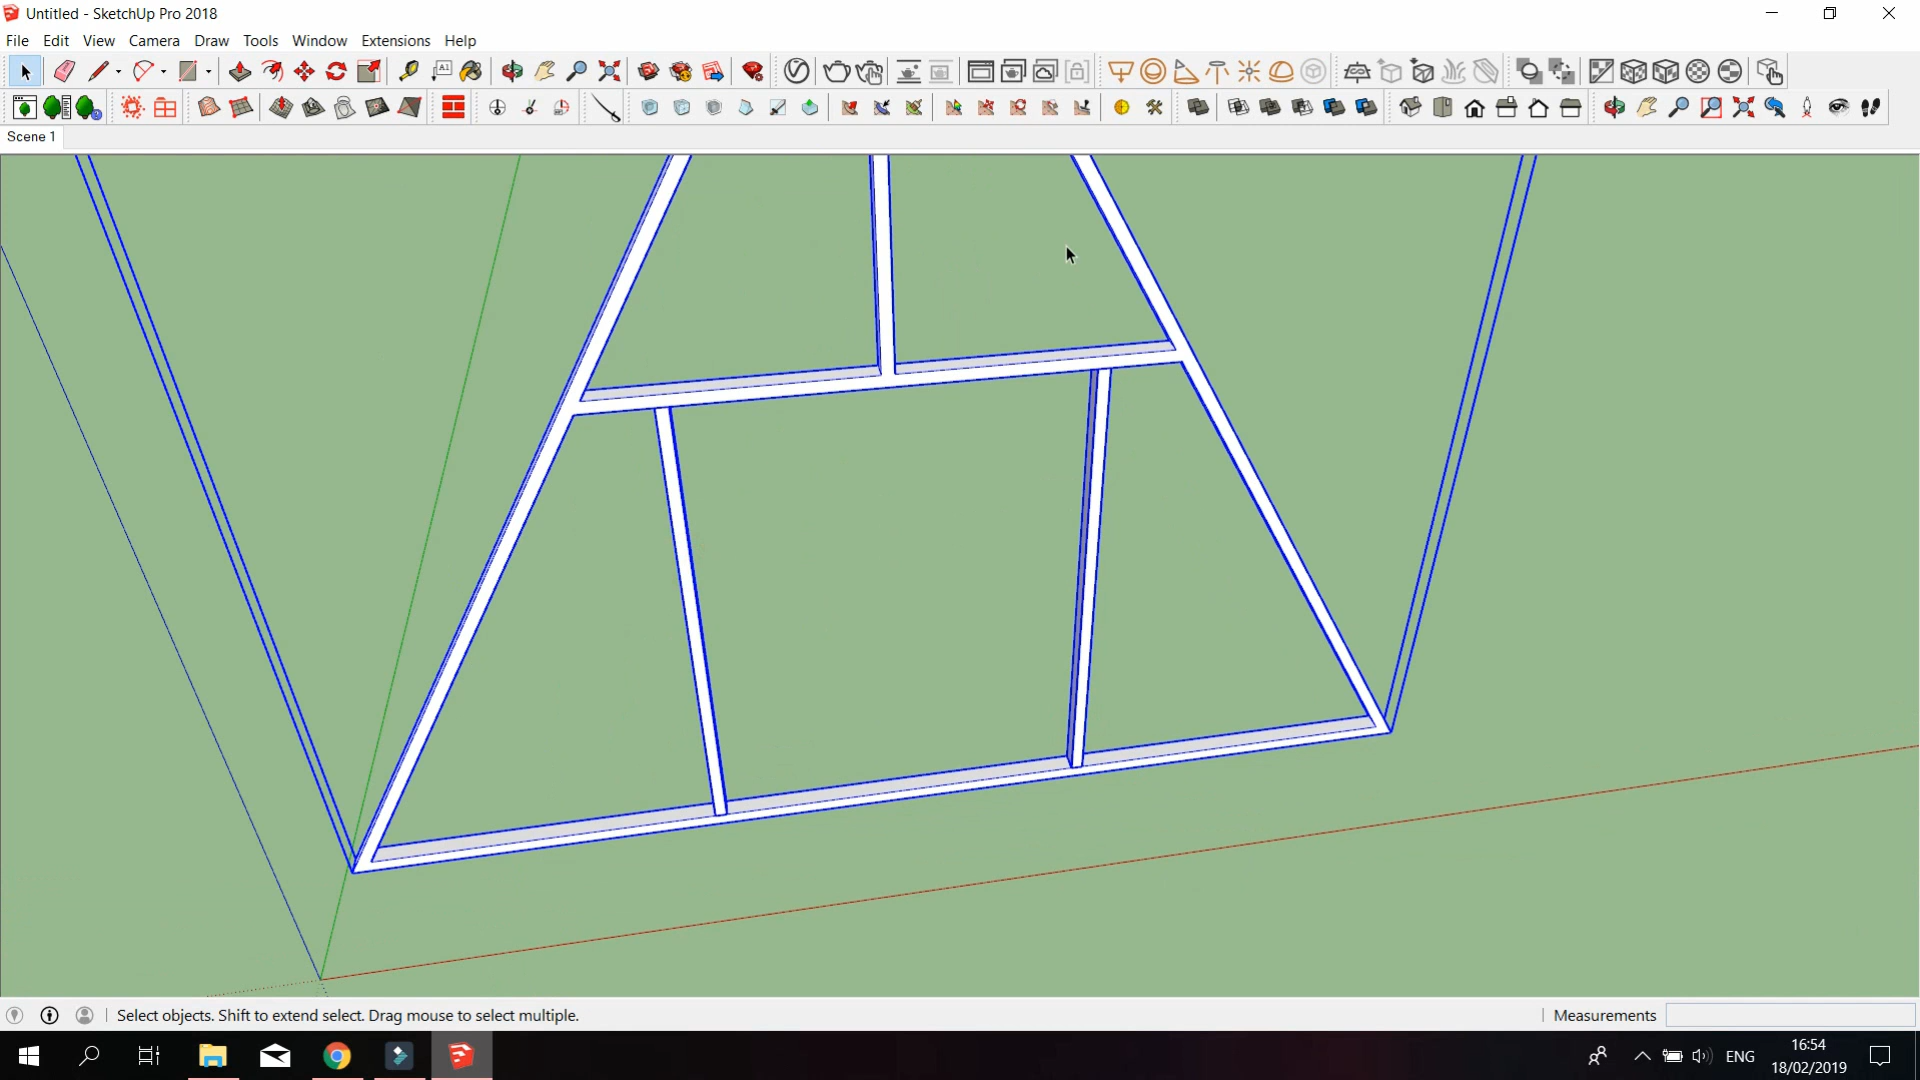 Untitled - SketchUp Pro 2018
File Edit View Camera Draw Tools Window Extensions Help
A1
Scene 1
Select objects. Shift to extend select. Drag mouse to select multiple.
Measurements
ENG
16:54
18/02/2019